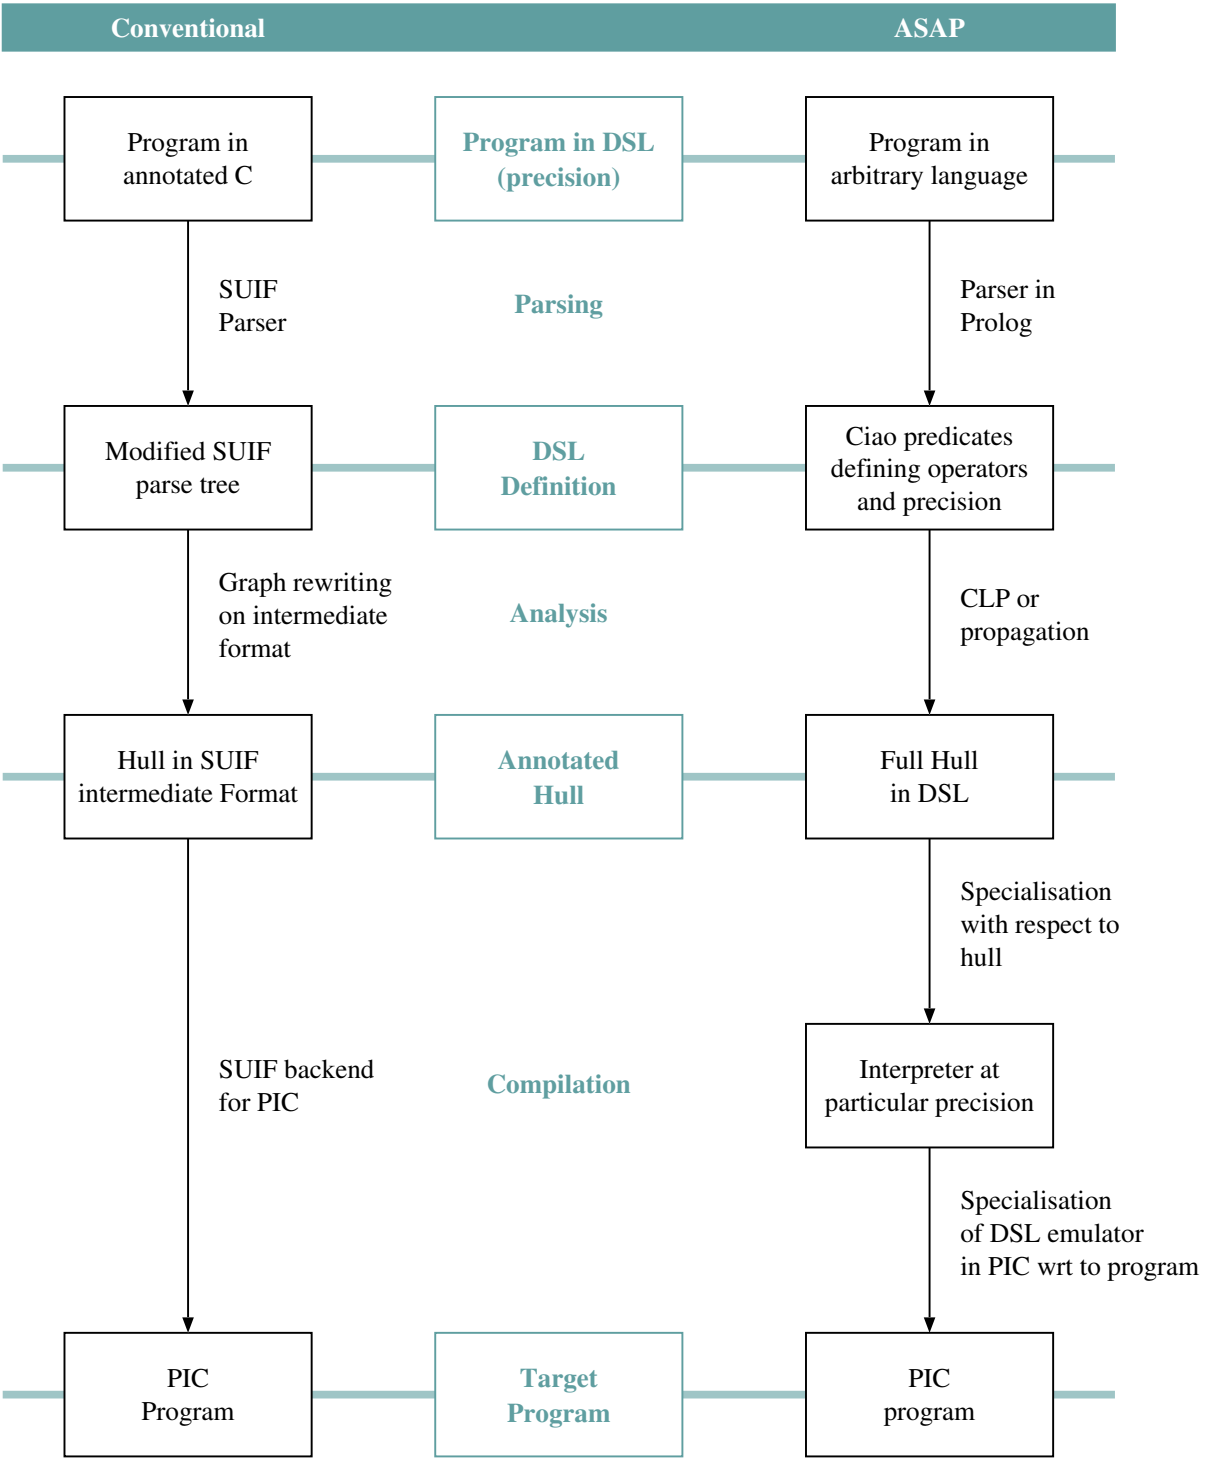 Conventional
ASAP
Program in
annotated C
Program in DSL
(precision)
Program in
arbitrary language
SUIF
Parser
Parsing
Parser in
Prolog
Modified SUIF
parse tree
DSL
Definition
Ciao predicates
defining operators
and precision
Graph rewriting
on intermediate
format
Analysis
CLP or
propagation
Hull in SUIF
intermediate Format
Annotated
Hull
Full Hull
in DSL
Specialisation
with respect to
hull
SUIF backend
for PIC
Compilation
Interpreter at
particular precision
Specialisation
of DSL emulator
in PIC wrt to program
PIC
Program
Target
Program
PIC
program